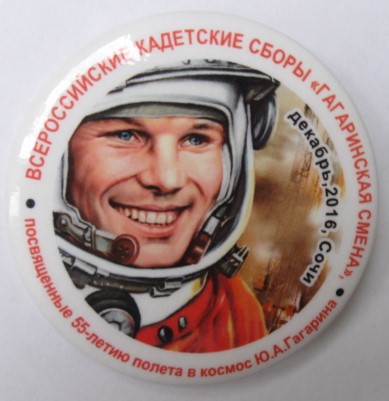 ВСЕРОССИЙСКИЕ КАДЕТСКИЕ СБОРЫ «ГАГАРИНСКАЯ СМЕНА»,
посвященные 55-летию полета в космос Ю.А.Гагарина
декабрь, 2016, Сочи